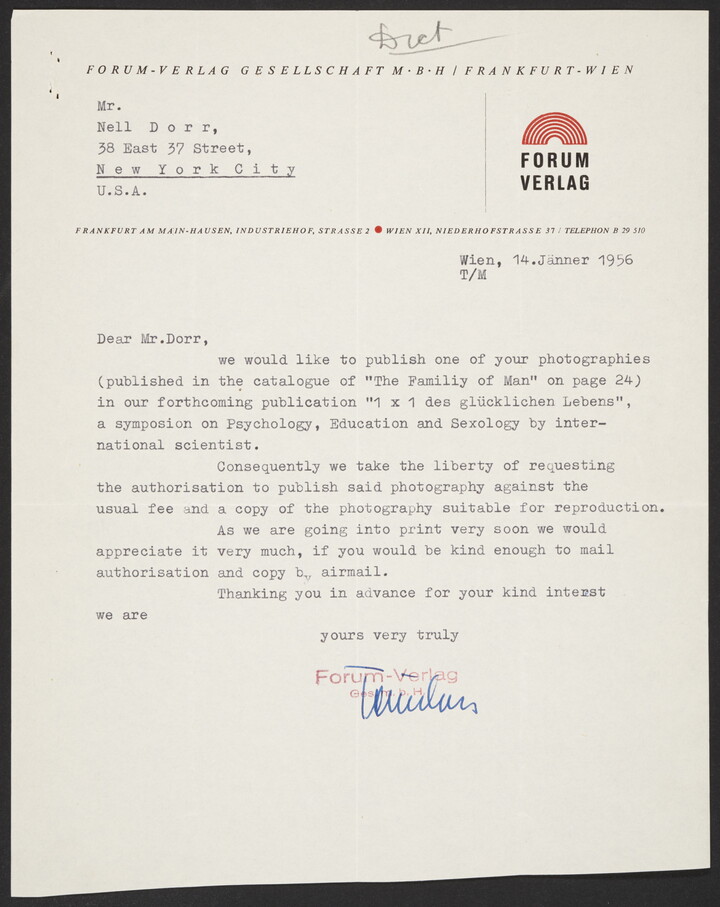 FORUM-VERLAG GESELLSCHAFT M·B·H / FRANKFURT-WIEN
Mr.
Nell D o r r,
38 East 37 Street,
N e w  Y o r k  C i t y
U.S.A.
FORUM
VERLAG
FRANKFURT AM MAIN-HAUSEN, INDUSTRIEHOF, STRASSE 2 ● WIEN XII, NIEDERHOFSTRASSE 37 / TELEPHON B 29 5 10
Wien, 14.Jänner 1956
T/M
Dear Mr.Dorr,
we would like to publish one of your photographies
(published in the catalogue of "The Familiy of Man" on page 24)
in our forthcoming publication "1 x 1 des glücklichen Lebens",
a symposion on Psychology, Education and Sexology by inter-
national scientist.
Consequently we take the liberty of requesting
the authorisation to publish said photography against the
usual fee and a copy of the photography suitable for reproduction.
As we are going into print very soon we would
appreciate it very much, if you would be kind enough to mail
authorisation and copy by airmail.
Thanking you in advance for your kind interst
we are
yours very truly
Forum-Verlag
Ges. m. b. H.